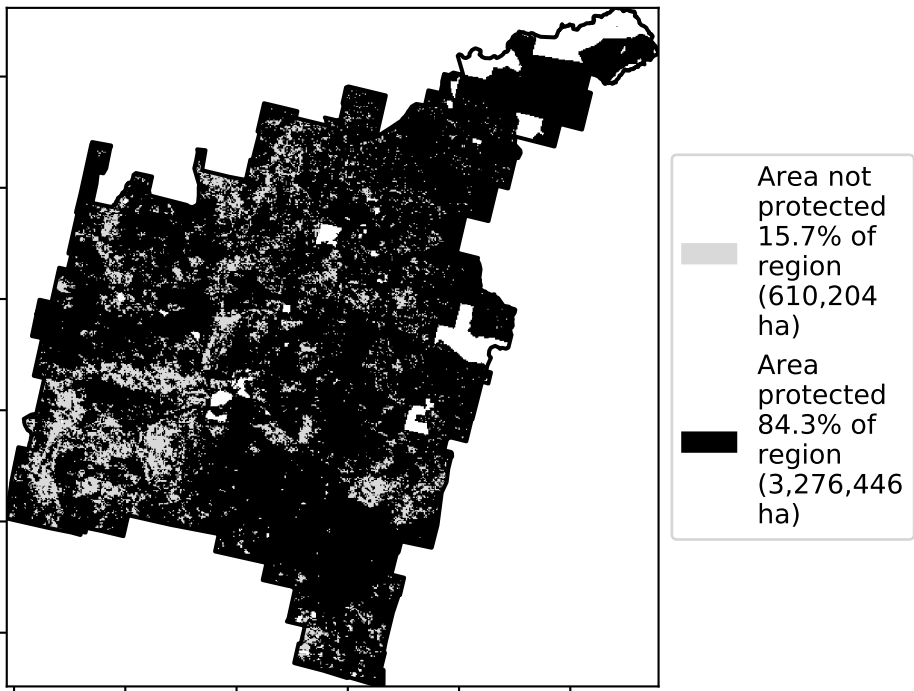 Area not
protected
15.7% of
region
(610,204
ha)
Area
protected
84.3% of
region
(3,276,446
ha)